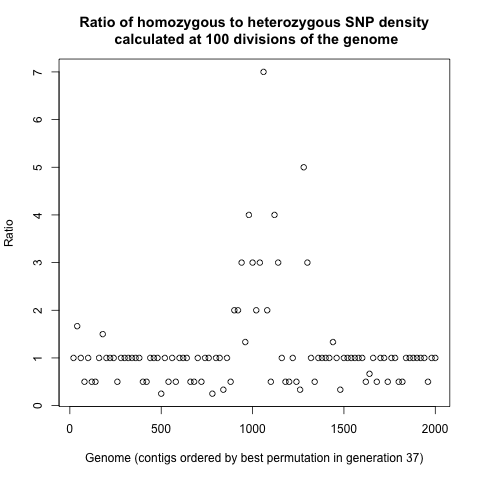 Ratio of homozygous to heterozygous SNP density
calculated at 100 divisions of the genome
Ratio
7
6
5
4
3
2
1
0
0 500 1000 1500 2000
Genome (contigs ordered by best permutation in generation 37)